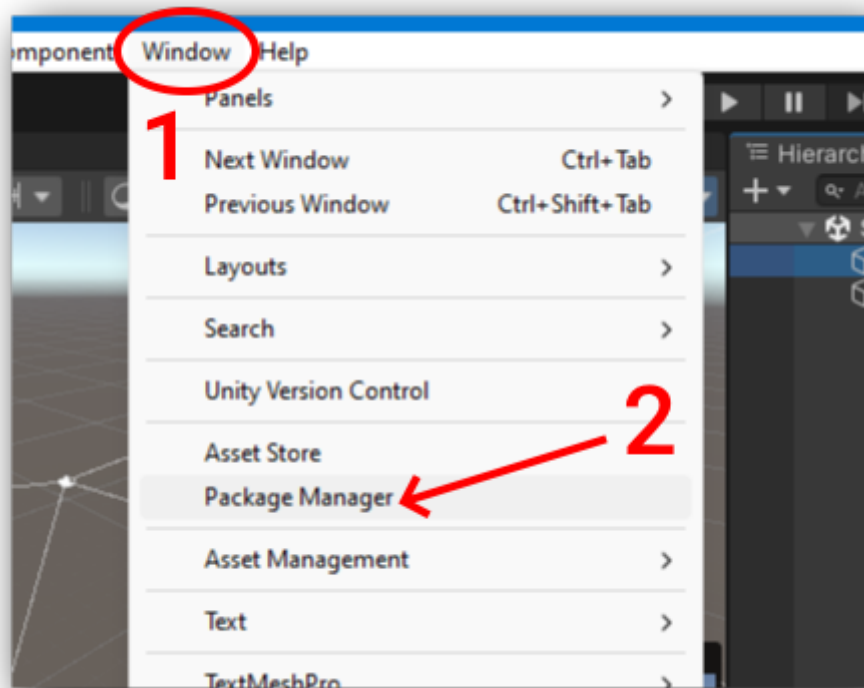 Window Help
1
Panels
Next Window Ctrl+Tab
Previous Window Ctrl+Shift+Tab
Hierarch
Layouts
Search
Unity Version Control
2
Asset Store
Package Manager
Asset Management
Text
TextMeshPro